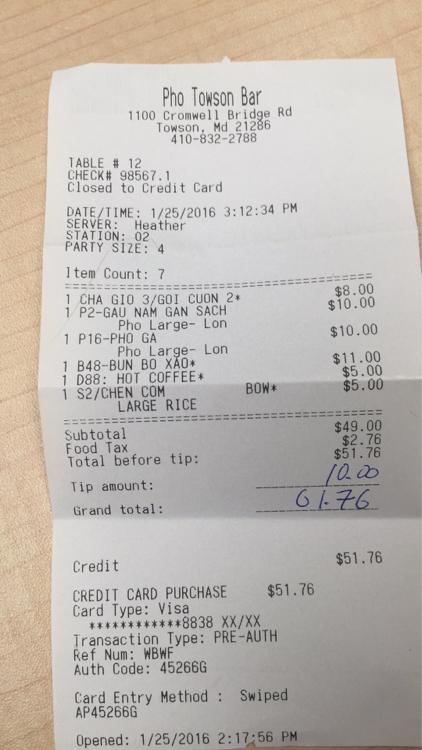 Pho Towson Bar
1100 Cromwell Bridge Rd
Towson, Md 21286
410-832-2788
TABLE # 12
CHECK# 98567.1
Closed to Credit Card
DATE/TIME: 1/25/2016 3:12:34 PM
SERVER: Heather
STATION: 02
PARTY SIZE: 4
Item Count: 7
1 CHA GIO 3/GOI CUON 2* $8.00
1 P2-GAU NAM GAN SACH $10.00
Pho Large- Lon
1 P16-PHO GA $10.00
Pho Large- Lon
1 B48-BUN BO XAO* $11.00
1 D88: HOT COFFEE* $5.00
1 S2/CHEN COM BOW* $5.00
LARGE RICE
Subtotal $49.00
Food Tax $2.76
Total before tip: $51.76
Tip amount: 10.00
Grand total: 61.76
Credit $51.76
CREDIT CARD PURCHASE $51.76
Card Type: Visa
************8838 XX/XX
Transaction Type: PRE-AUTH
Ref Num: WBWF
Auth Code: 45266G
Card Entry Method : Swiped
AP45266G
Opened: 1/25/2016 2:17:56 PM